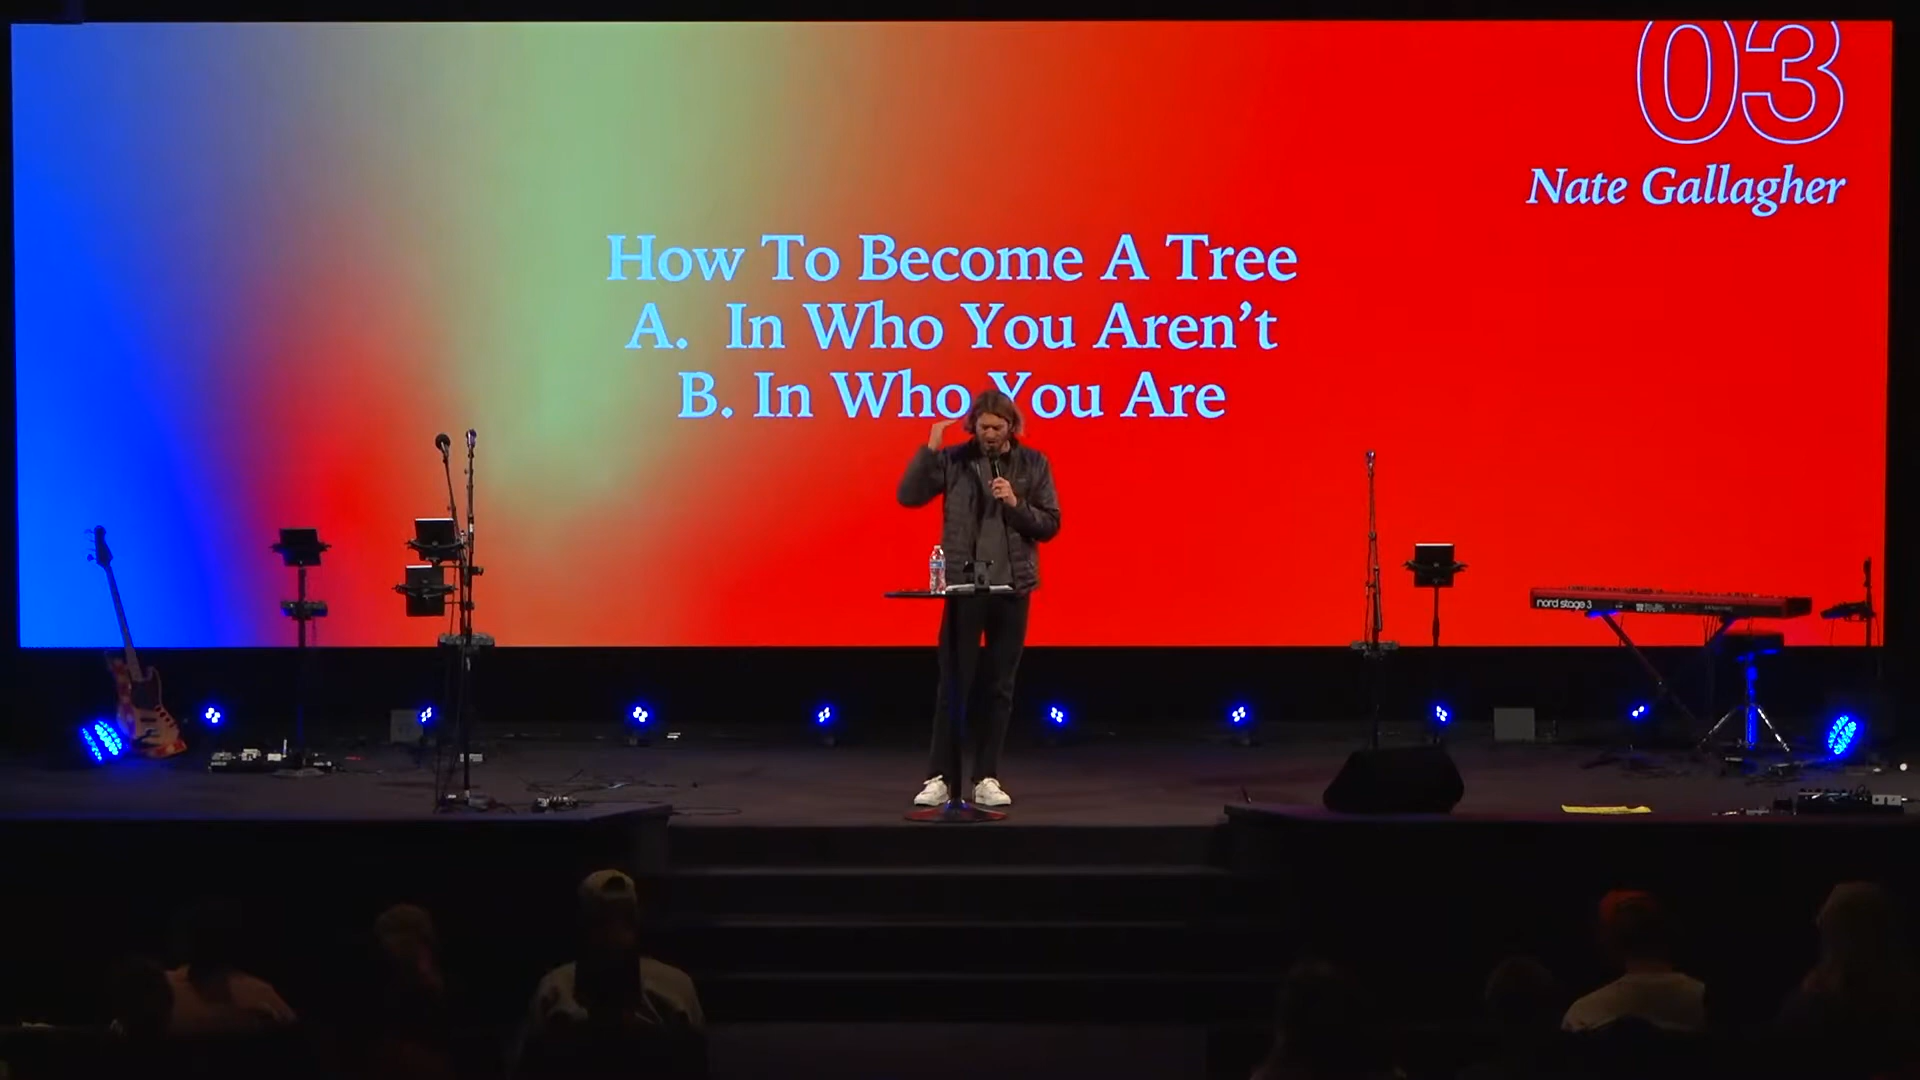 03
Nate Gallagher
How To Become A Tree
A. In Who You Aren't
B. In Who You Are
nord stage 3